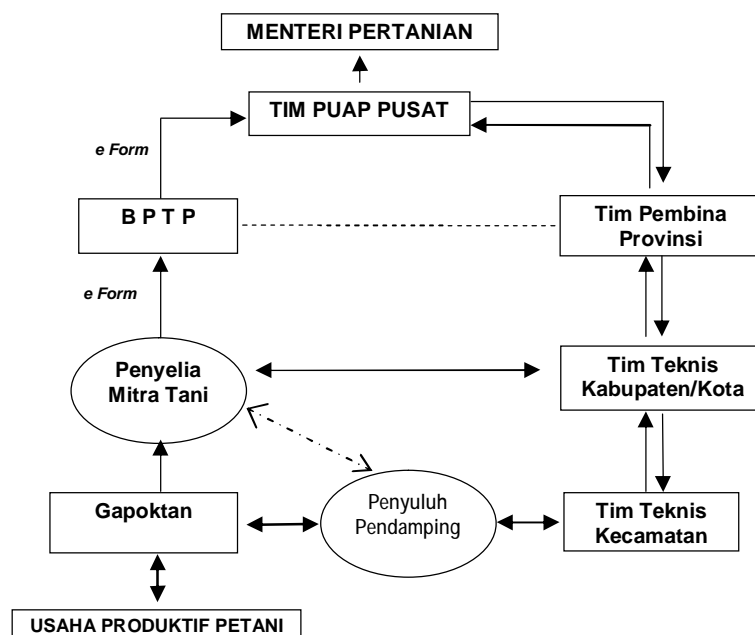 MENTERI PERTANIAN
TIM PUAP PUSAT
e Form
B P T P
Tim Pembina
Provinsi
e Form
Penyelia
Mitra Tani
Tim Teknis
Kabupaten/Kota
Gapoktan
Penyuluh
Pendamping
Tim Teknis
Kecamatan
USAHA PRODUKTIF PETANI